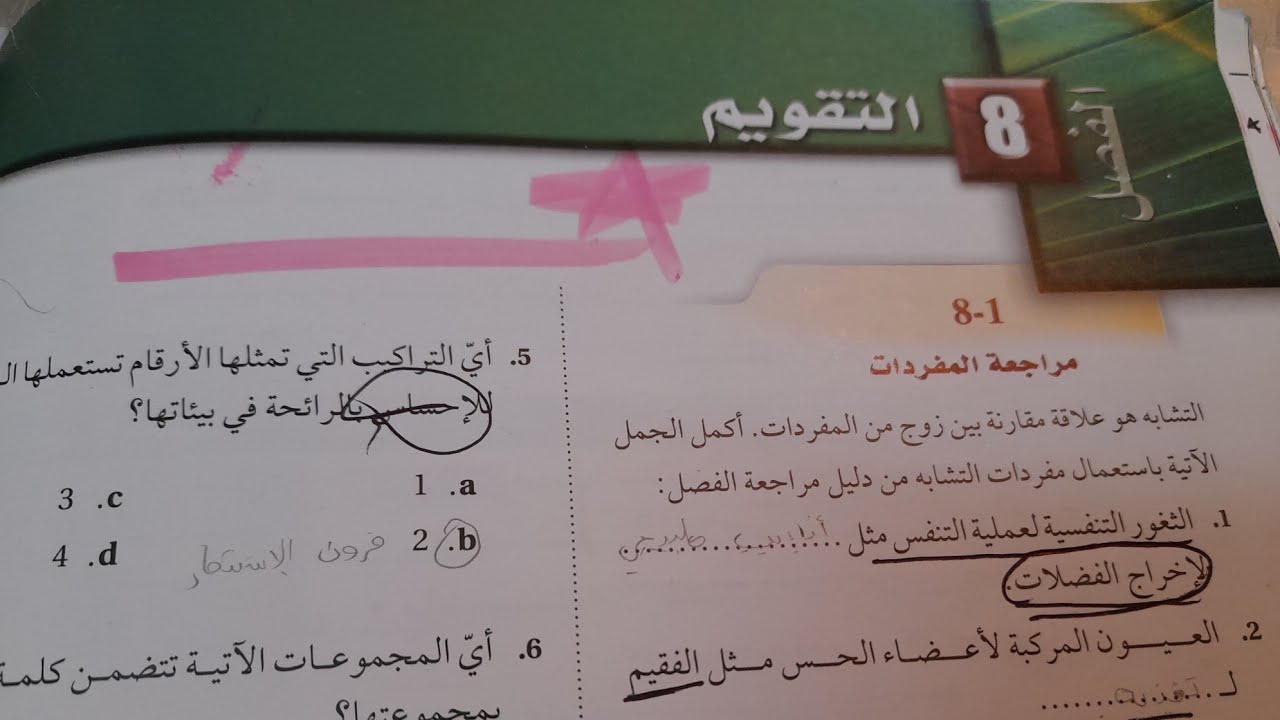 الفصل 8 التقويم
8-1
مراجعة المفردات
التشابه هو علاقة مقارنة بين زوج من المفردات. أكمل الجمل
الآتية باستعمال مفردات التشابه من دليل مراجعة الفصل:
1. الثغور التنفسية لعملية التنفس مثل أنابيب ملبيجي
لإخراج الفضلات.
2. العيون المركبة لأعضاء الحس مثل الفقيم
لـ ............ تغذية
5. أيّ التراكيب التي تمثلها الأرقام تستعملها
للإحساس بالرائحة في بيئاتها؟
1 .a
3 .c
2 .b قرون الاستشعار
4 .d
6. أيّ المجموعات الآتية تتضمن كلمة
بمجموعتها؟